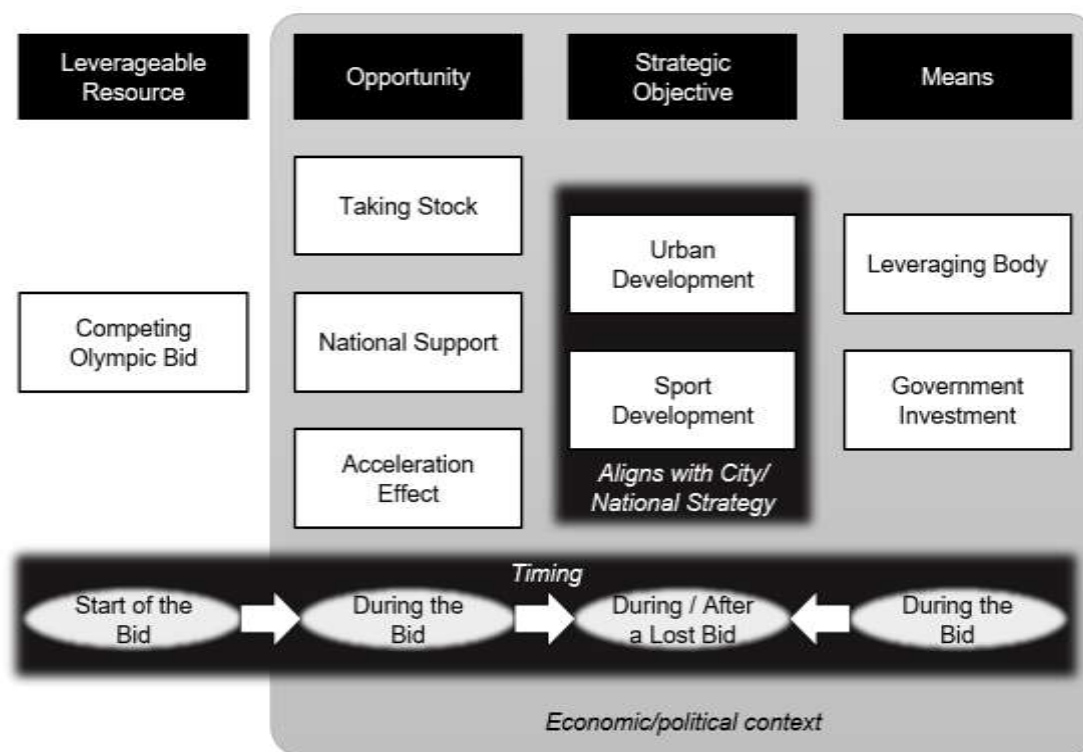 Leverageable
Resource
Opportunity
Strategic
Objective
Means
Taking Stock
Urban
Development
Leveraging Body
Competing
Olympic Bid
National Support
Sport
Development
Government
Investment
Acceleration
Effect
Aligns with City/
National Strategy
Timing
Start of the
Bid
During the
Bid
During / After
a Lost Bid
During the
Bid
Economic/political context